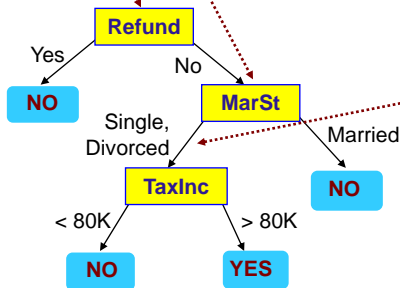 Refund
Yes
No
NO
MarSt
Single,
Divorced
Married
TaxInc
NO
< 80K
> 80K
NO
YES